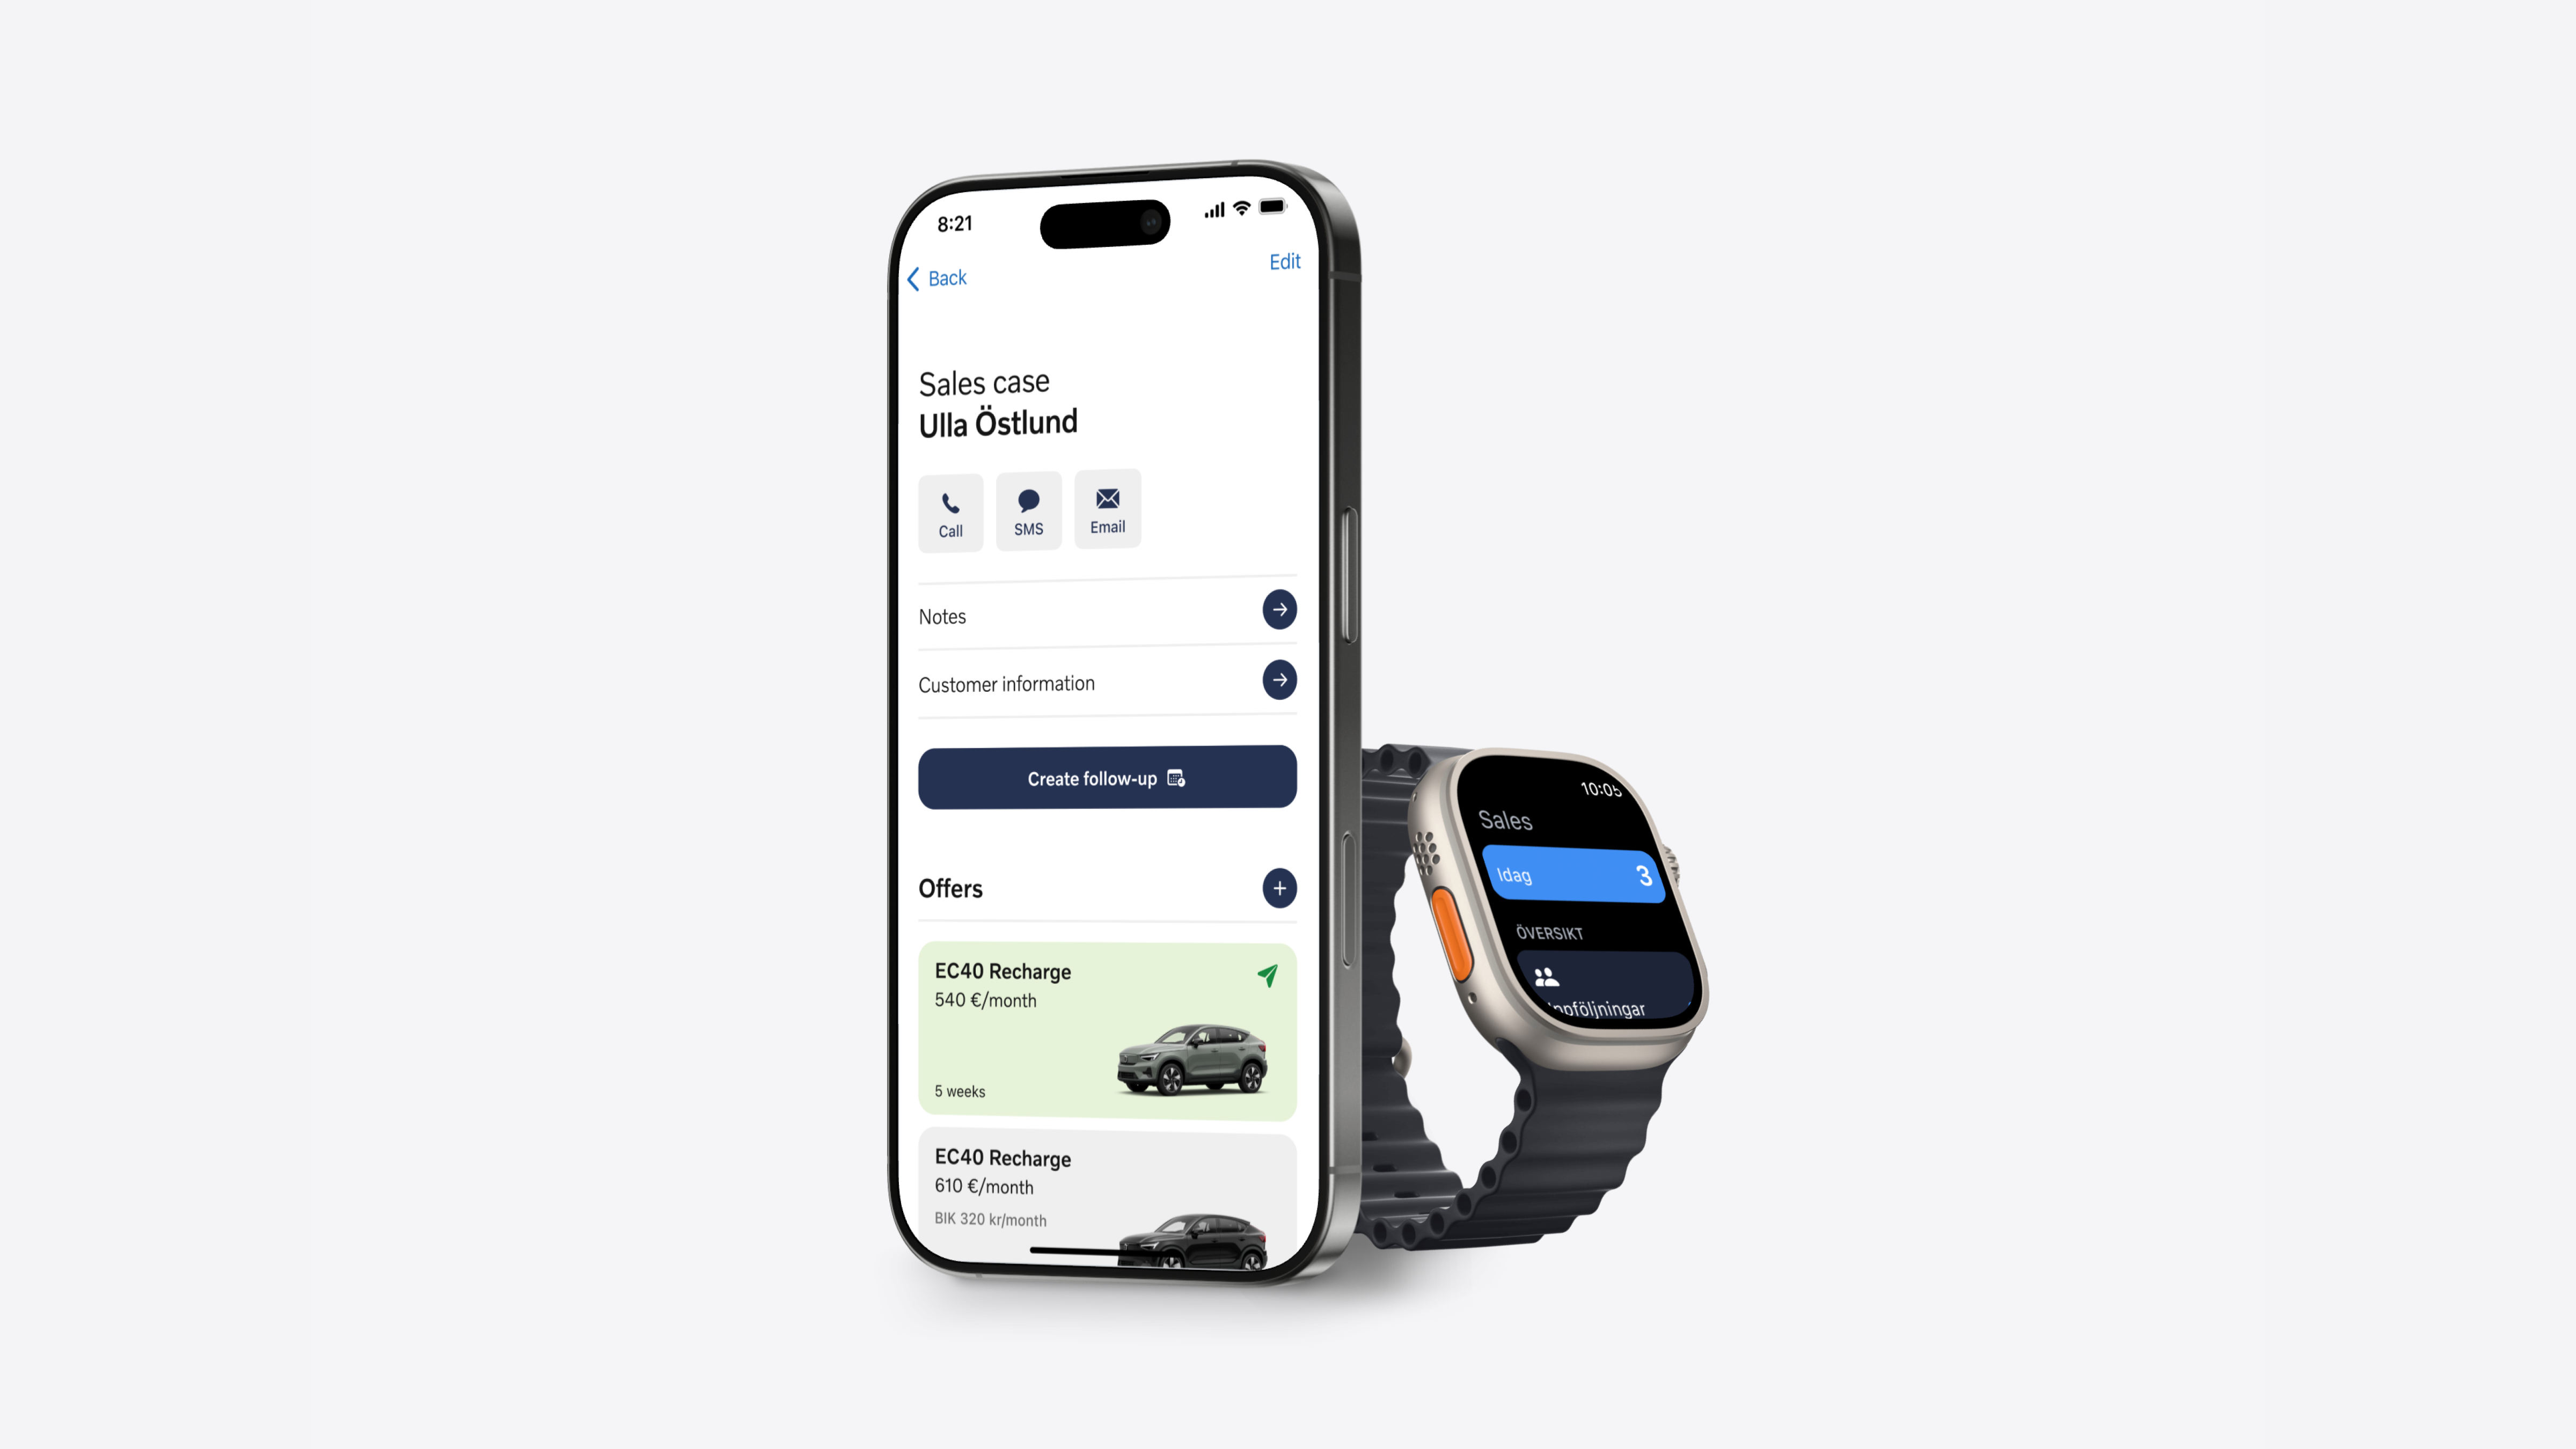 8:21
Back
Edit
Sales case
Ulla Östlund
Call
SMS
Email
Notes
Customer information
Create follow-up
Offers
EC40 Recharge
540 €/month
5 weeks
EC40 Recharge
610 €/month
BIK 320 kr/month
10:05
Sales
Idag
3
ÖVERSIKT